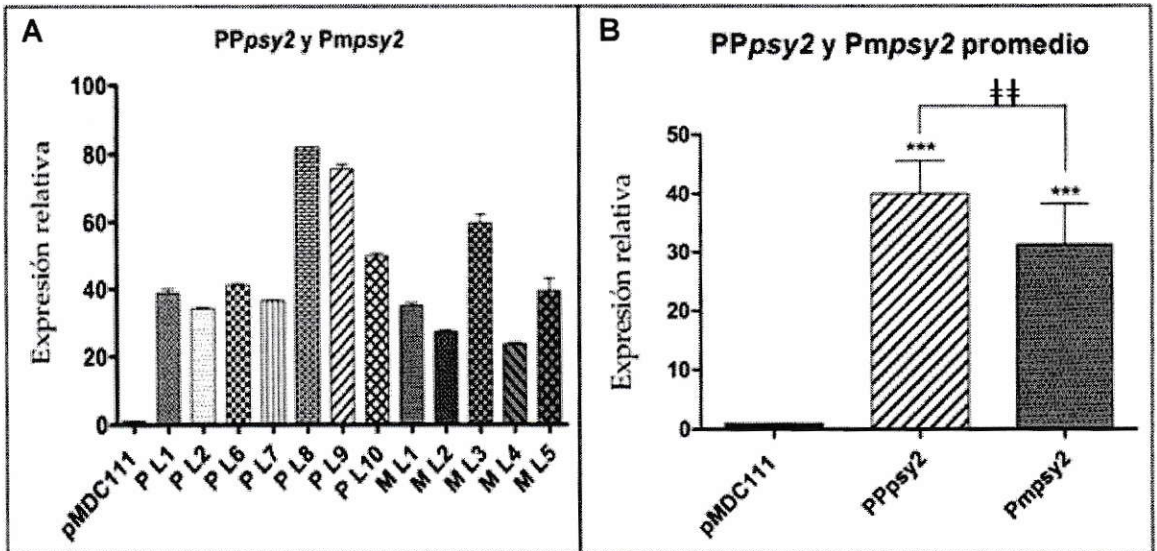 A
PPpsy2 y Pmpsy2
Expresión relativa
100
80
60
40
20
0
pMDC111
P L1
P L2
P L6
P L7
P L8
P L9
P L10
M L1
M L2
M L3
M L4
M L5
B
PPpsy2 y Pmpsy2 promedio
Expresión relativa
50
40
30
20
10
0
***
***
‡‡
pMDC111
PPpsy2
Pmpsy2